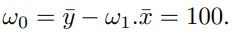 ω₀ = ȳ − ω₁.x̄ = 100.